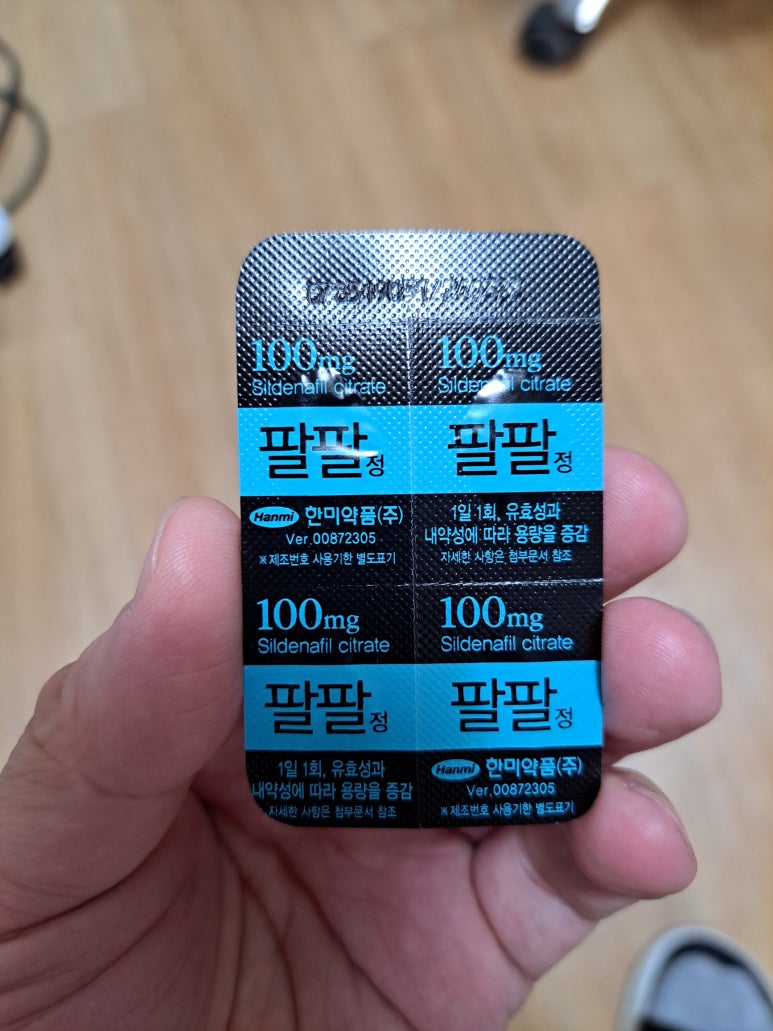 100mg
Sildenafil citrate
팔팔정
Hanmi 한미약품(주)
Ver.00872305
※ 제조번호 사용기한 별도표기
100mg
Sildenafil citrate
팔팔정
1일 1회, 유효성과
내약성에 따라 용량을 증감
자세한 사항은 첨부문서 참조
100mg
Sildenafil citrate
팔팔정
1일 1회, 유효성과
내약성에 따라 용량을 증감
자세한 사항은 첨부문서 참조
100mg
Sildenafil citrate
팔팔정
Hanmi 한미약품(주)
Ver.00872305
※ 제조번호 사용기한 별도표기